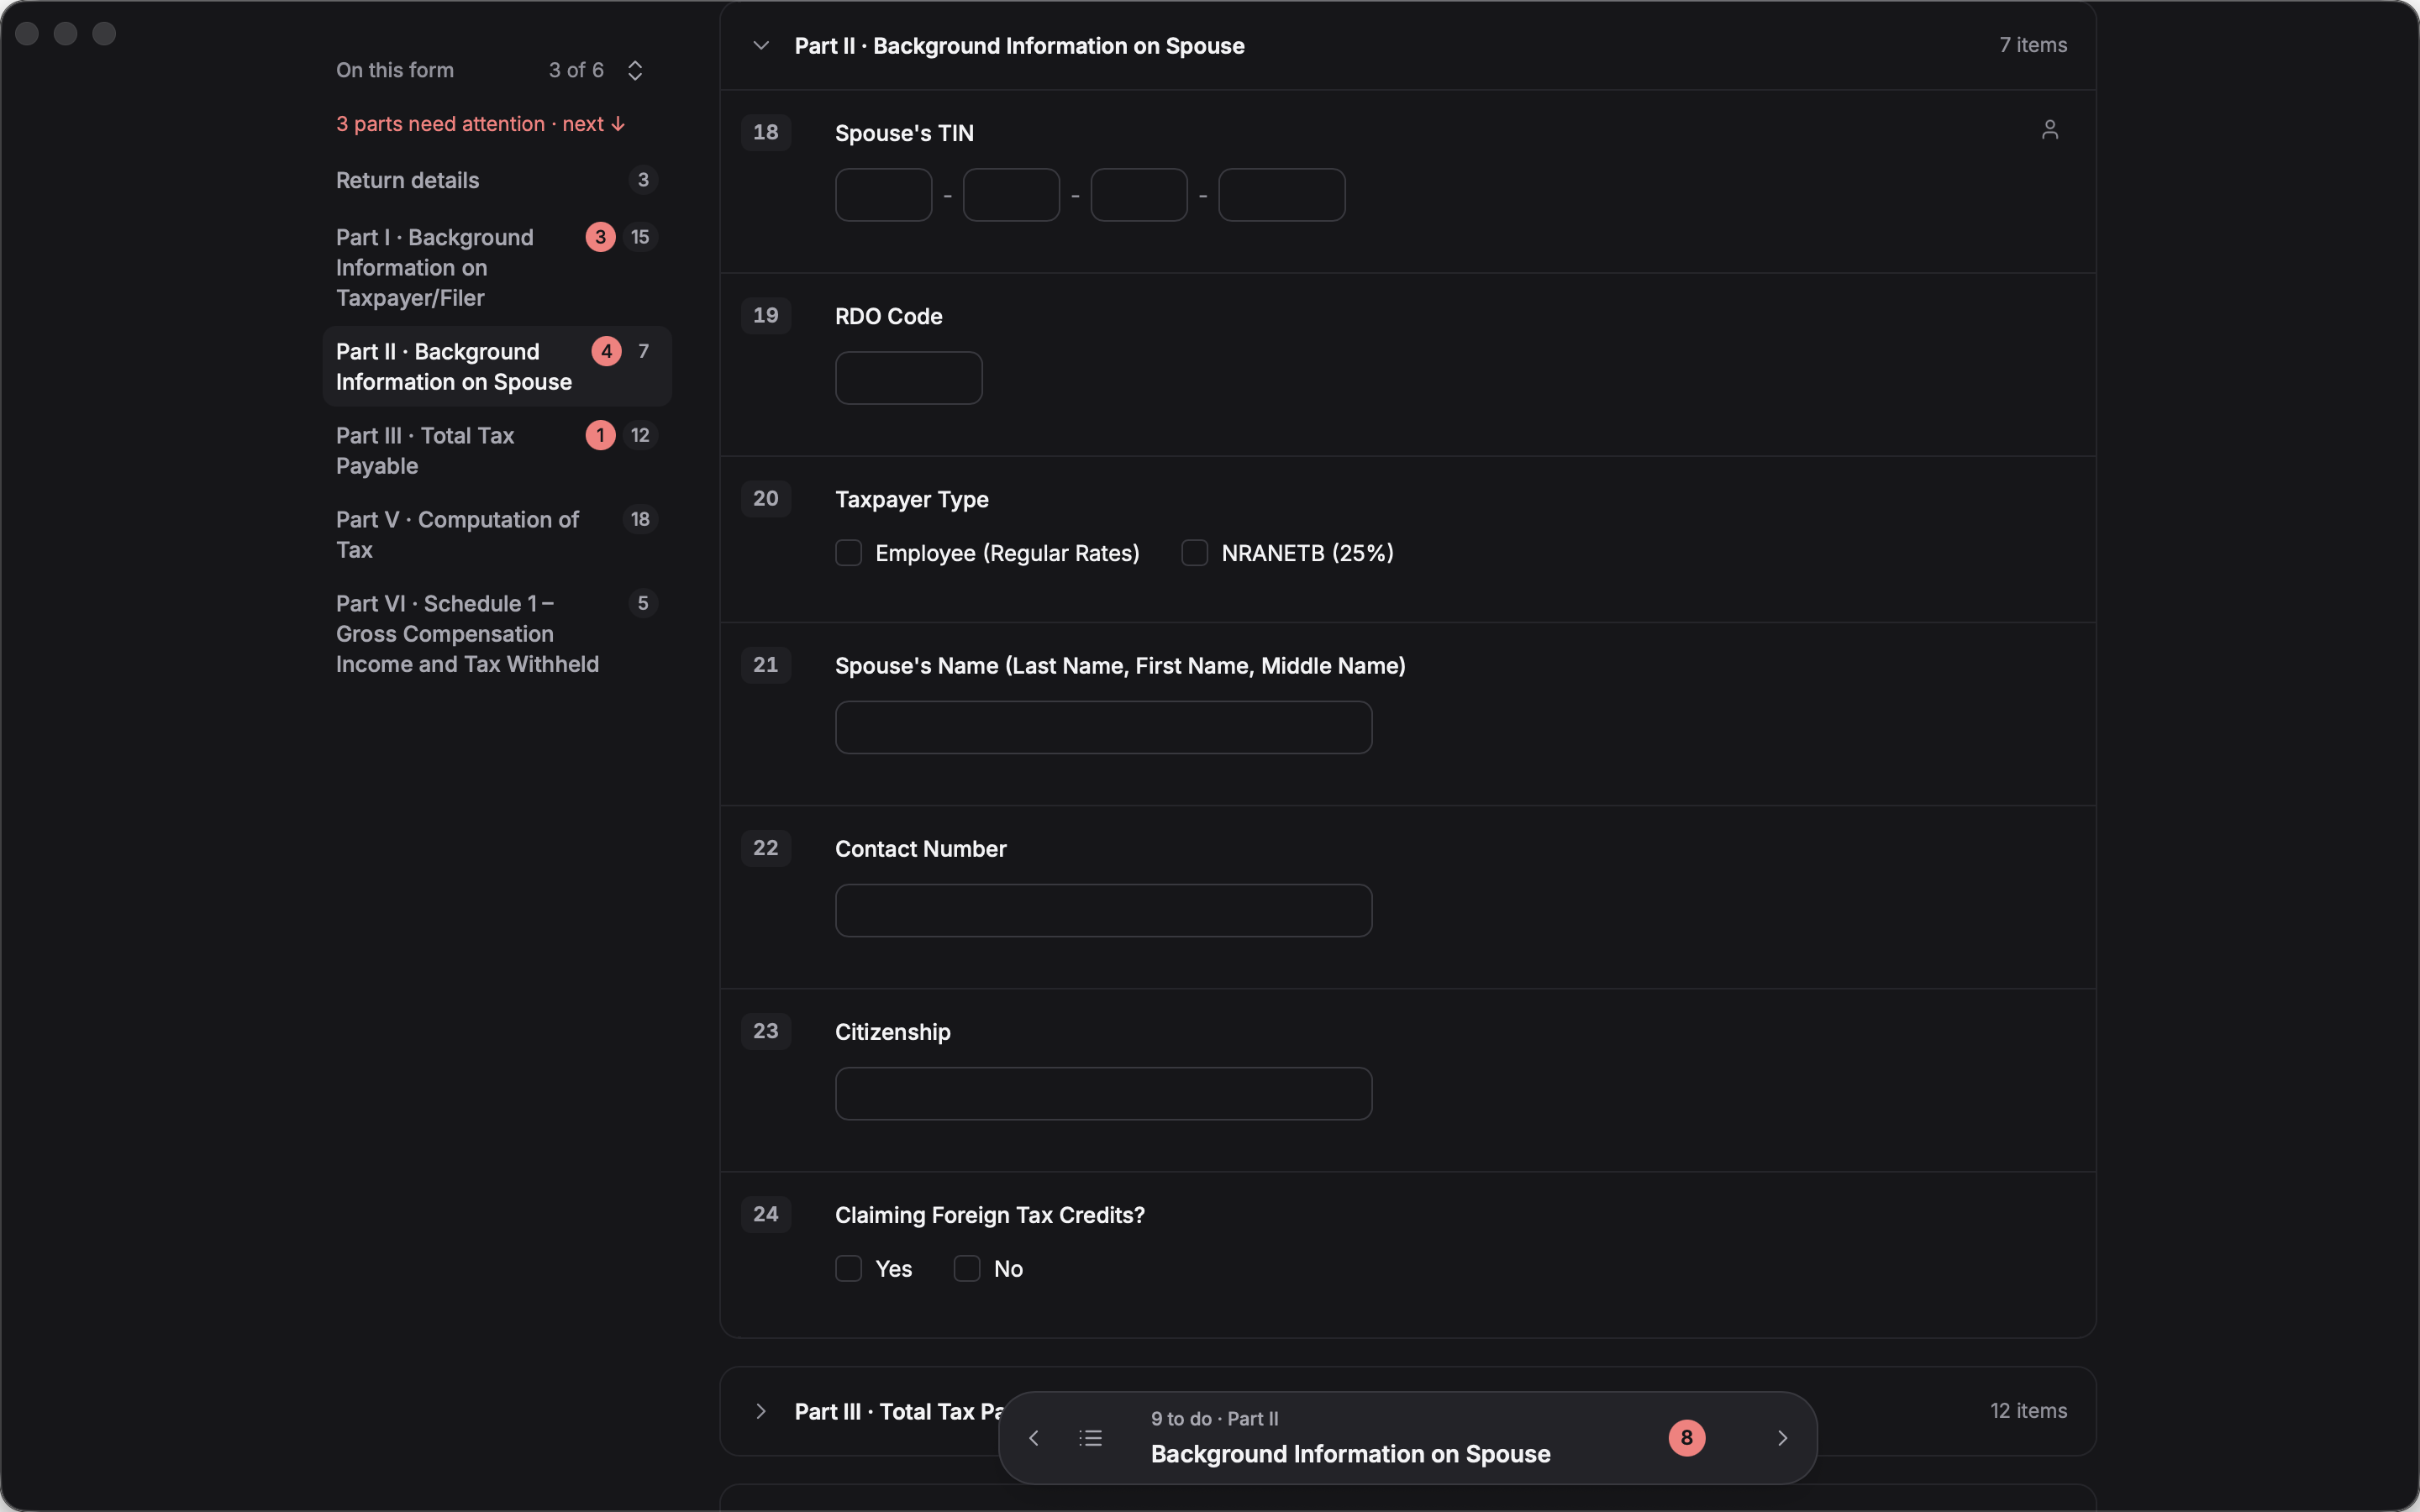 On this form 3 of 6
3 parts need attention · next ↓
Return details 3
Part I · Background 3 15
Information on
Taxpayer/Filer
Part II · Background 4 7
Information on Spouse
Part III · Total Tax 1 12
Payable
Part V · Computation of 18
Tax
Part VI · Schedule 1 – 5
Gross Compensation
Income and Tax Withheld
Part II · Background Information on Spouse 7 items
18 Spouse's TIN
- - -
19 RDO Code
20 Taxpayer Type
Employee (Regular Rates) NRANETB (25%)
21 Spouse's Name (Last Name, First Name, Middle Name)
22 Contact Number
23 Citizenship
24 Claiming Foreign Tax Credits?
Yes No
Part III · Total Tax Pa 12 items
9 to do · Part II
Background Information on Spouse 8